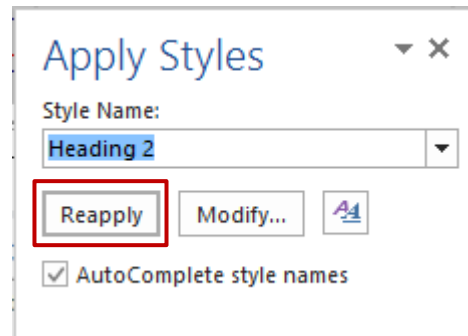 Apply Styles
Style Name:
Heading 2
Reapply Modify...
AutoComplete style names